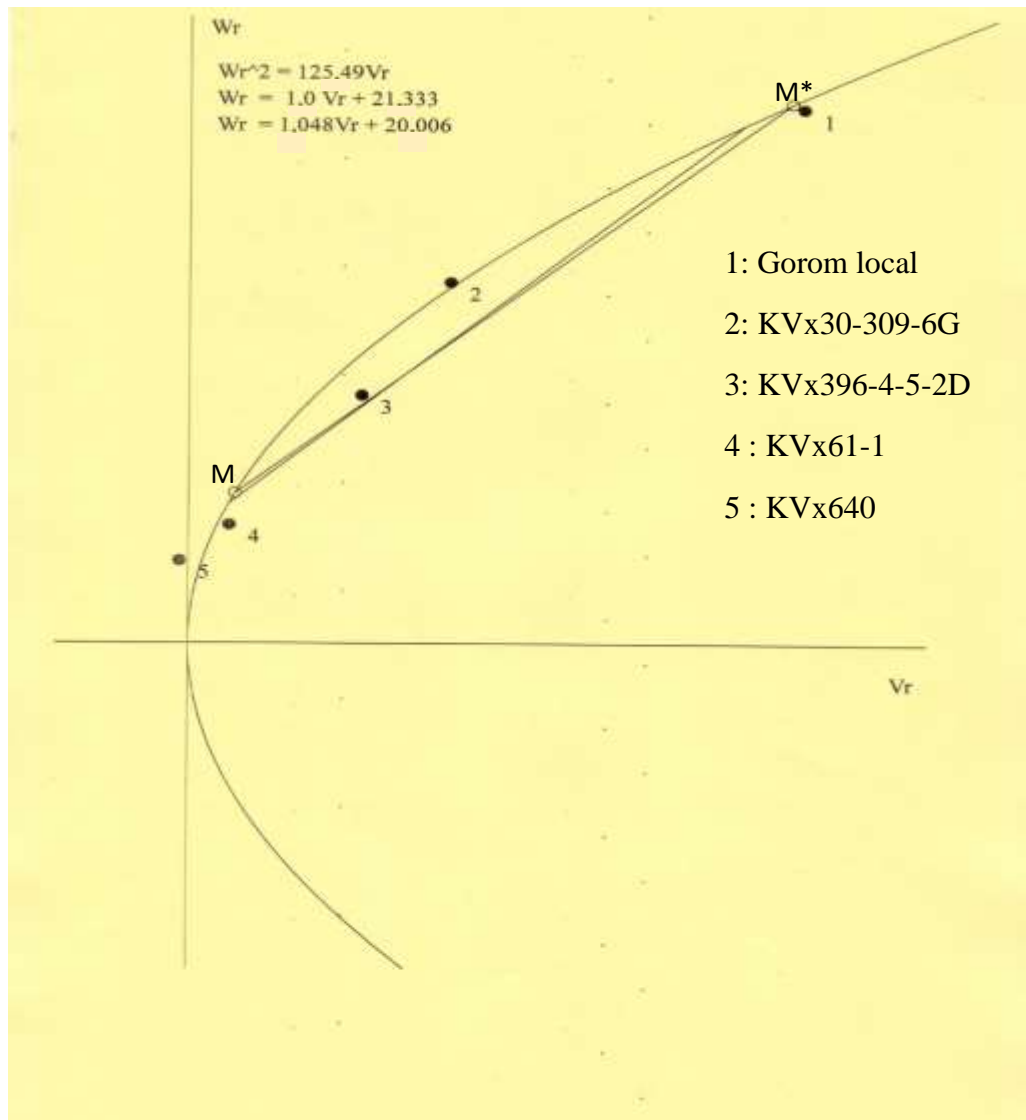 Wr
Wr^2 = 125.49Vr
Wr = 1.0 Vr + 21.333
Wr = 1,048Vr + 20.006
M*
1
1: Gorom local
2
2: KVx30-309-6G
3: KVx396-4-5-2D
3
4 : KVx61-1
M
4
5 : KVx640
5
Vr